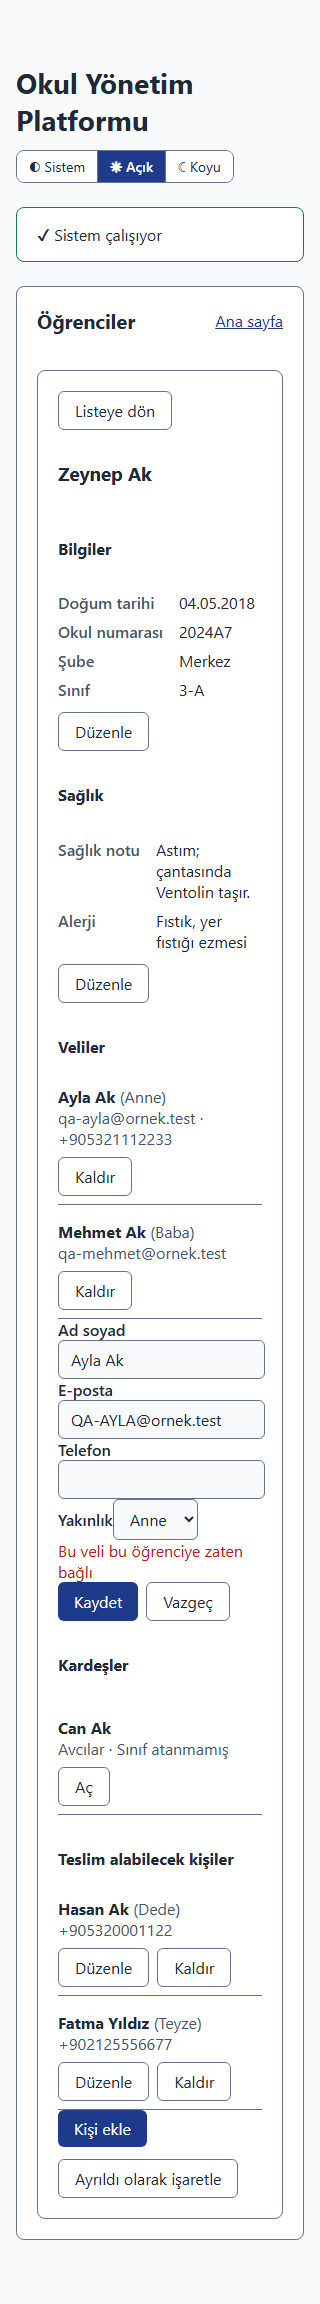 Okul Yönetim
Platformu
Sistem
Açık
Koyu
✓ Sistem çalışıyor
Öğrenciler
Ana sayfa
Listeye dön
Zeynep Ak
Bilgiler
Doğum tarihi 04.05.2018
Okul numarası 2024A7
Şube Merkez
Sınıf 3-A
Düzenle
Sağlık
Sağlık notu Astım;
çantasında
Ventolin taşır.
Alerji Fıstık, yer
fıstığı ezmesi
Düzenle
Veliler
Ayla Ak (Anne)
qa-ayla@ornek.test ·
+905321112233
Kaldır
Mehmet Ak (Baba)
qa-mehmet@ornek.test
Kaldır
Ad soyad
Ayla Ak
E-posta
QA-AYLA@ornek.test
Telefon
Yakınlık Anne
Bu veli bu öğrenciye zaten
bağlı
Kaydet Vazgeç
Kardeşler
Can Ak
Avcılar · Sınıf atanmamış
Aç
Teslim alabilecek kişiler
Hasan Ak (Dede)
+905320001122
Düzenle Kaldır
Fatma Yıldız (Teyze)
+902125556677
Düzenle Kaldır
Kişi ekle
Ayrıldı olarak işaretle